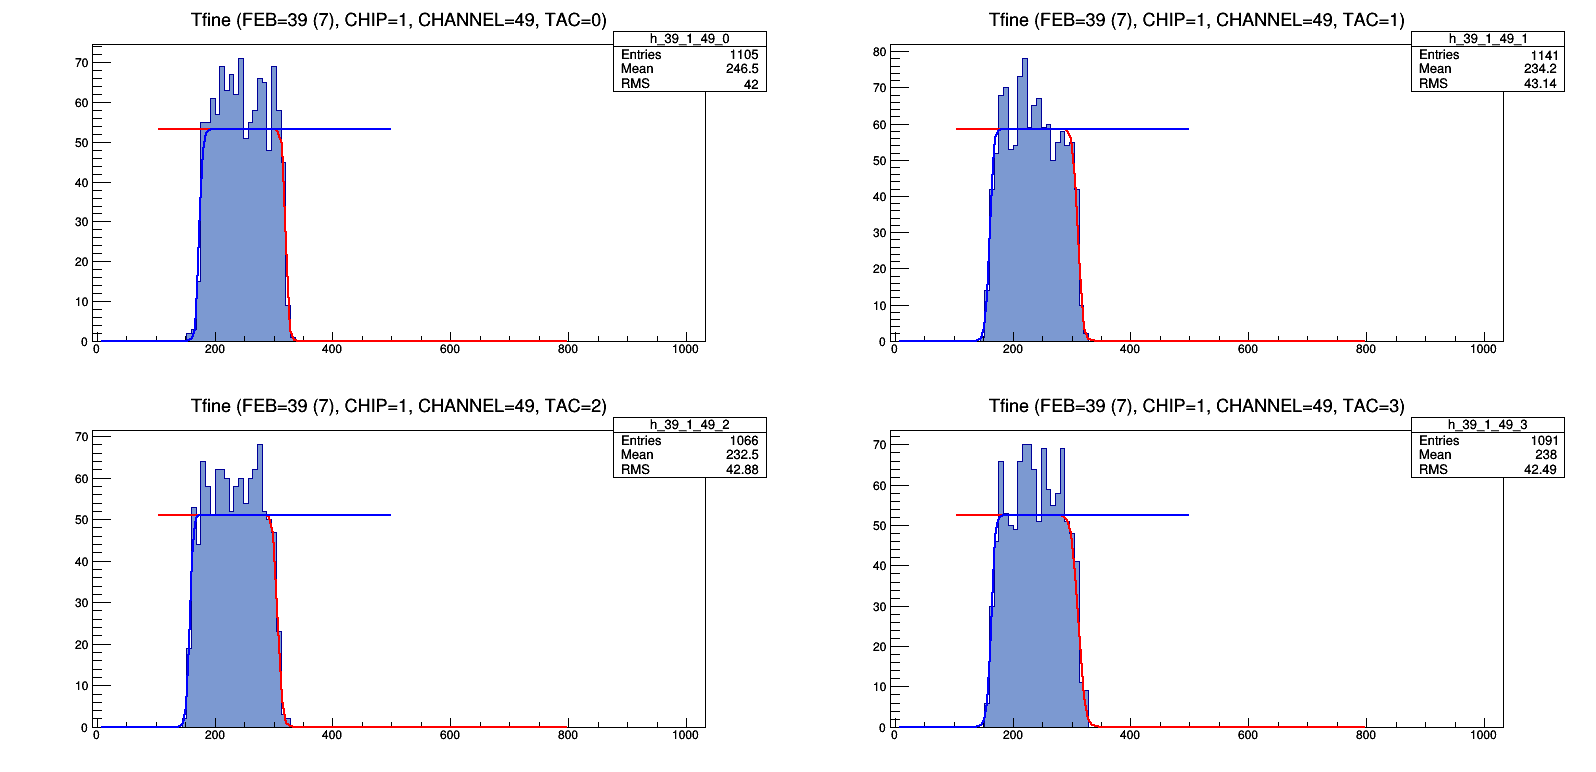 Tfine (FEB=39 (7), CHIP=1, CHANNEL=49, TAC=0)
h_39_1_49_0
Entries 1105
Mean 246.5
RMS 42
70
60
50
40
30
20
10
0
0 200 400 600 800 1000
Tfine (FEB=39 (7), CHIP=1, CHANNEL=49, TAC=1)
h_39_1_49_1
Entries 1141
Mean 234.2
RMS 43.14
80
70
60
50
40
30
20
10
0
0 200 400 600 800 1000
Tfine (FEB=39 (7), CHIP=1, CHANNEL=49, TAC=2)
h_39_1_49_2
Entries 1066
Mean 232.5
RMS 42.88
70
60
50
40
30
20
10
0
0 200 400 600 800 1000
Tfine (FEB=39 (7), CHIP=1, CHANNEL=49, TAC=3)
h_39_1_49_3
Entries 1091
Mean 238
RMS 42.49
70
60
50
40
30
20
10
0
0 200 400 600 800 1000